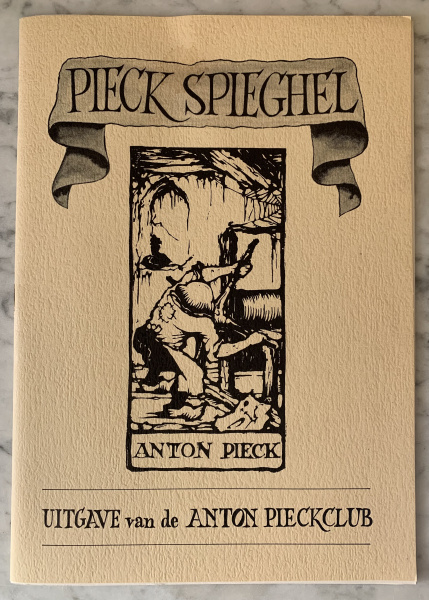 PIECK SPIEGHEL
ANTON PIECK
UITGAVE van de ANTON PIECKCLUB